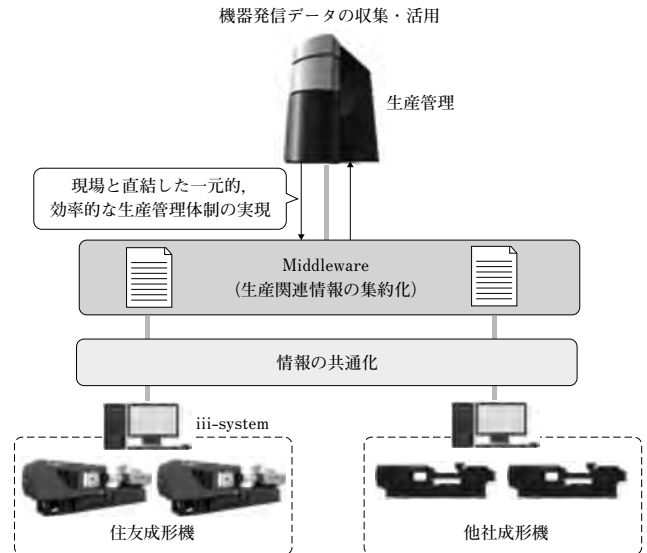 機器発信データの収集・活用
生産管理
現場と直結した一元的,
効率的な生産管理体制の実現
Middleware
(生産関連情報の集約化)
情報の共通化
iii-system
住友成形機
他社成形機